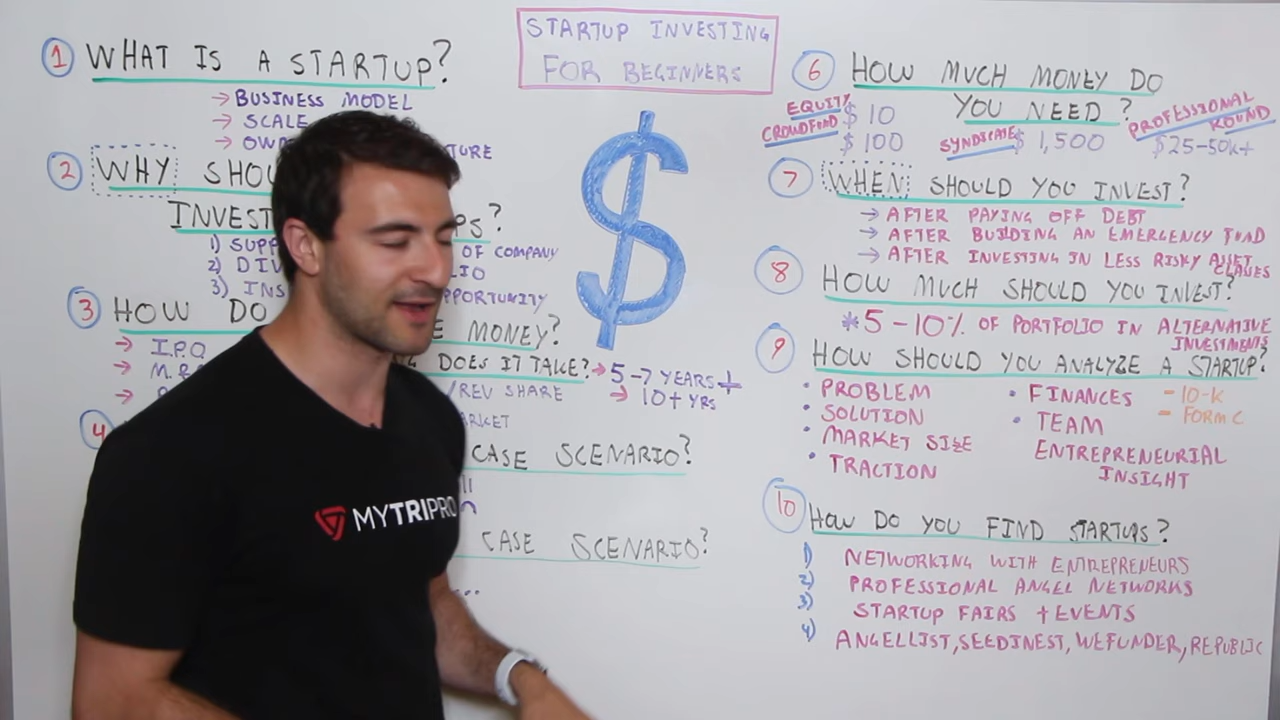 STARTUP INVESTING
FOR BEGINNERS
1 WHAT IS A STARTUP?
→ BUSINESS MODEL
→ SCALE
→
2 WHY
INVEST
1)
OF COMPANY
2)
3)
3 HOW DO
MONEY?
→ I.P.O
DOES IT TAKE? → 5-7 YEARS+
→
/REV SHARE → 10+ YRS
→
4
CASE SCENARIO?
CASE SCENARIO?
...
MYTRIPRO
6 HOW MUCH MONEY DO
YOU NEED?
EQUITY
CROWDFUND
$10
$100
SYNDICATE $1,500
PROFESSIONAL
ROUND
$25-50K+
7 WHEN SHOULD YOU INVEST?
→ AFTER PAYING OFF DEBT
→ AFTER BUILDING AN EMERGENCY FUND
→ AFTER INVESTING IN LESS RISKY ASSET
CLASSES
8 HOW MUCH SHOULD YOU INVEST?
*5-10% OF PORTFOLIO IN ALTERNATIVE
INVESTMENTS
9 HOW SHOULD YOU ANALYZE A STARTUP?
• PROBLEM
• SOLUTION
• MARKET SIZE
• TRACTION
• FINANCES
- 10-K
- FORM C
• TEAM
ENTREPRENEURIAL
INSIGHT
10 HOW DO YOU FIND STARTUPS?
1) NETWORKING WITH ENTREPRENEURS
2) PROFESSIONAL ANGEL NETWORKS
3) STARTUP FAIRS + EVENTS
4) ANGELLIST, SEEDINEST, WEFUNDER, REPUBLIC
$